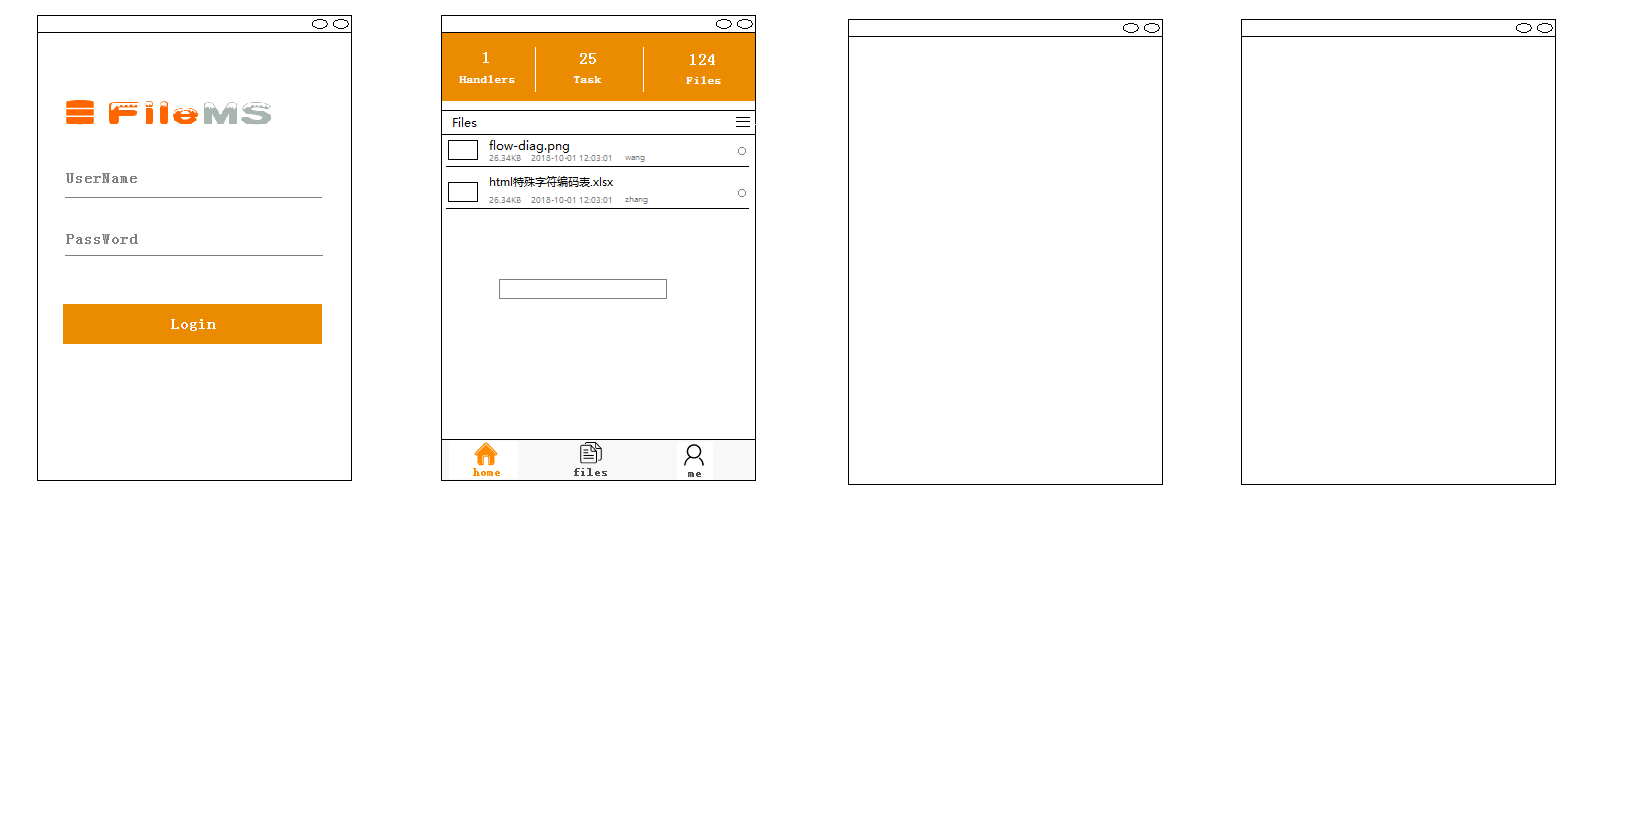 FileMS
UserName
PassWord
Login
1 25 124
Handlers Task Files
Files
flow-diag.png
26.34KB 2018-10-01 12:03:01 wang
html特殊字符编码表.xlsx
26.34KB 2018-10-01 12:03:01 zhang
home files me